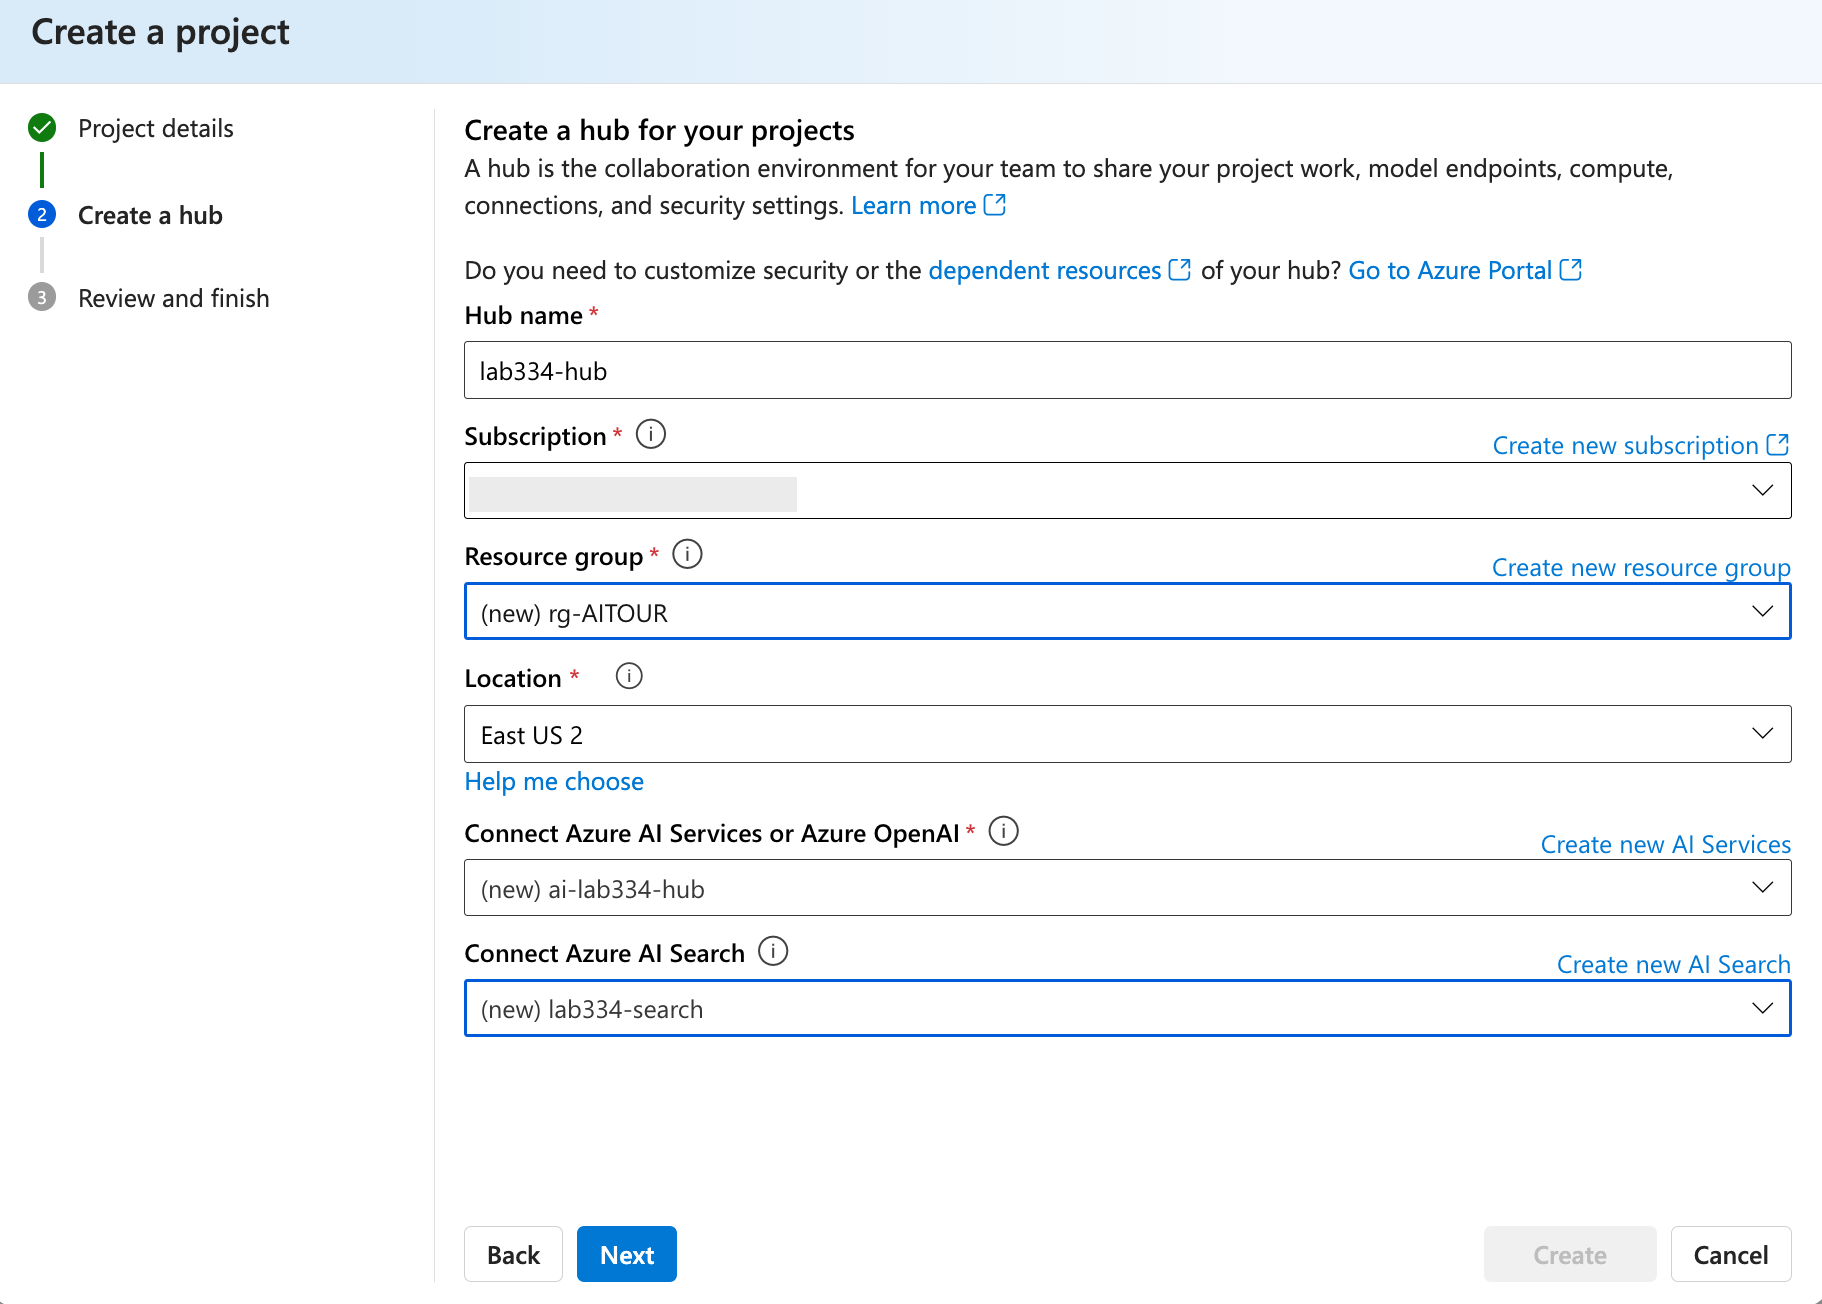 Create a project
Project details
2 Create a hub
3 Review and finish
Create a hub for your projects
A hub is the collaboration environment for your team to share your project work, model endpoints, compute,
connections, and security settings. Learn more
Do you need to customize security or the dependent resources of your hub? Go to Azure Portal
Hub name *
lab334-hub
Subscription * i
Create new subscription
Resource group * i
Create new resource group
(new) rg-AITOUR
Location * i
East US 2
Help me choose
Connect Azure AI Services or Azure OpenAI * i
Create new AI Services
(new) ai-lab334-hub
Connect Azure AI Search i
Create new AI Search
(new) lab334-search
Back Next Create Cancel